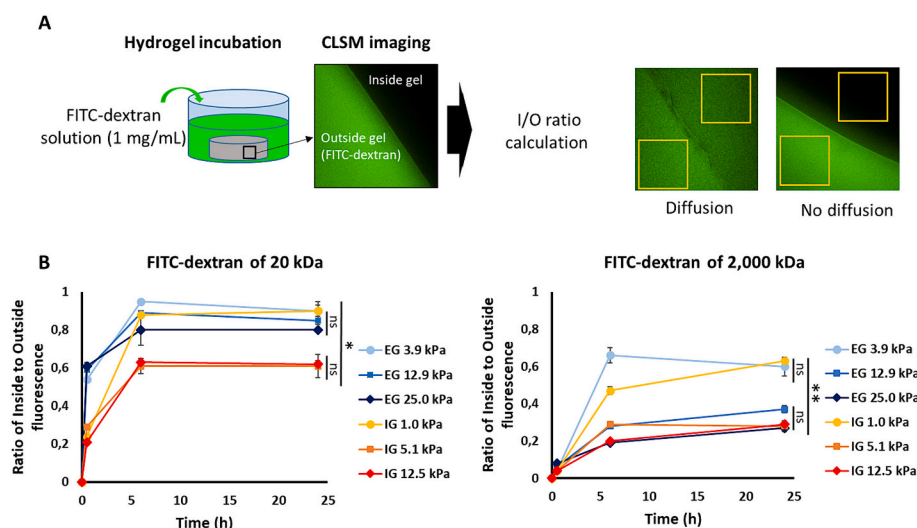 A
Hydrogel incubation
CLSM imaging
FITC-dextran
solution (1 mg/mL)
Inside gel
Outside gel
(FITC-dextran)
I/O ratio
calculation
Diffusion
No diffusion
B
FITC-dextran of 20 kDa
Ratio of Inside to Outside
fluorescence
1
0,8
0,6
0,4
0,2
0
0
5
10
15
20
25
Time (h)
ns
ns
*
EG 3.9 kPa
EG 12.9 kPa
EG 25.0 kPa
IG 1.0 kPa
IG 5.1 kPa
IG 12.5 kPa
FITC-dextran of 2,000 kDa
Ratio of Inside to Outside
fluorescence
1
0,8
0,6
0,4
0,2
0
0
5
10
15
20
25
Time (h)
ns
ns
**
EG 3.9 kPa
EG 12.9 kPa
EG 25.0 kPa
IG 1.0 kPa
IG 5.1 kPa
IG 12.5 kPa